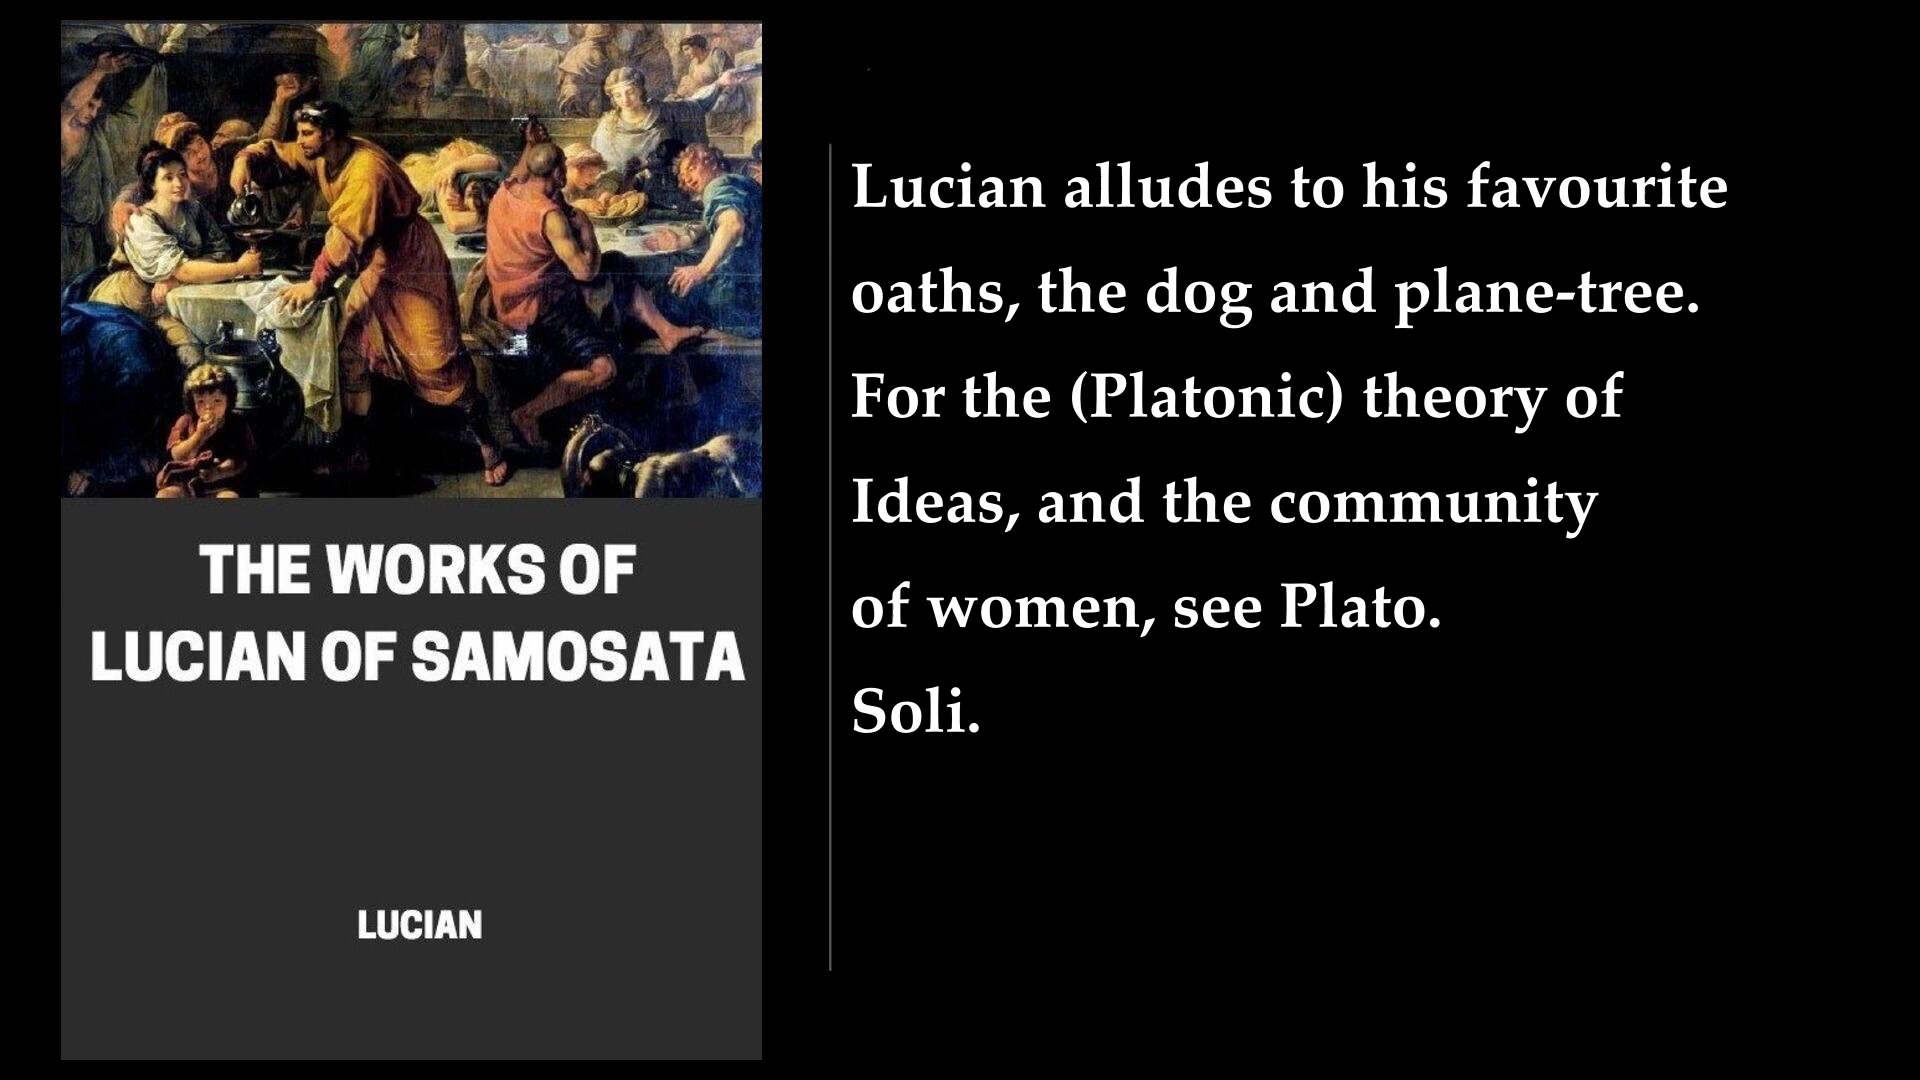 THE WORKS OF
LUCIAN OF SAMOSATA
LUCIAN
Lucian alludes to his favourite
oaths, the dog and plane-tree.
For the (Platonic) theory of
Ideas, and the community
of women, see Plato.
Soli.